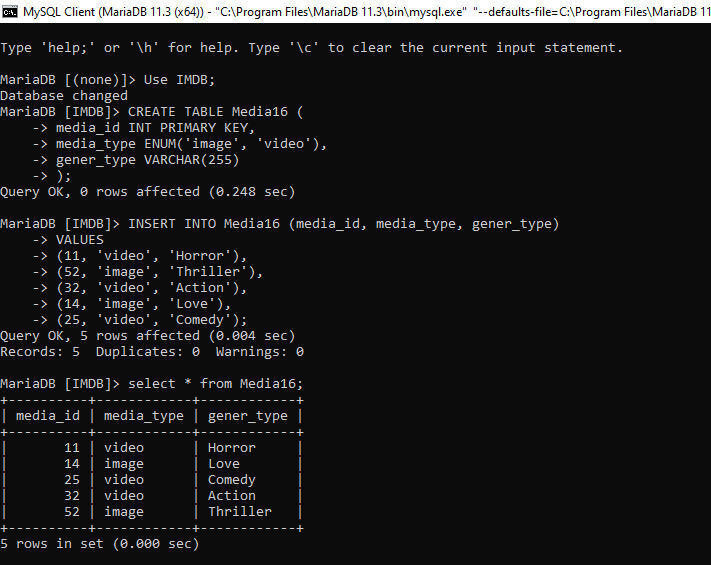 MySQL Client (MariaDB 11.3 (x64)) - "C:\Program Files\MariaDB 11.3\bin\mysql.exe" "--defaults-file=C:\Program Files\MariaDB 11
Type 'help;' or '\h' for help. Type '\c' to clear the current input statement.
MariaDB [(none)]> Use IMDB;
Database changed
MariaDB [IMDB]> CREATE TABLE Media16 (
    -> media_id INT PRIMARY KEY,
    -> media_type ENUM('image', 'video'),
    -> gener_type VARCHAR(255)
    -> );
Query OK, 0 rows affected (0.248 sec)
MariaDB [IMDB]> INSERT INTO Media16 (media_id, media_type, gener_type)
    -> VALUES
    -> (11, 'video', 'Horror'),
    -> (52, 'image', 'Thriller'),
    -> (32, 'video', 'Action'),
    -> (14, 'image', 'Love'),
    -> (25, 'video', 'Comedy');
Query OK, 5 rows affected (0.004 sec)
Records: 5  Duplicates: 0  Warnings: 0
MariaDB [IMDB]> select * from Media16;
+----------+------------+------------+
| media_id | media_type | gener_type |
+----------+------------+------------+
|       11 | video      | Horror     |
|       14 | image      | Love       |
|       25 | video      | Comedy     |
|       32 | video      | Action     |
|       52 | image      | Thriller   |
+----------+------------+------------+
5 rows in set (0.000 sec)